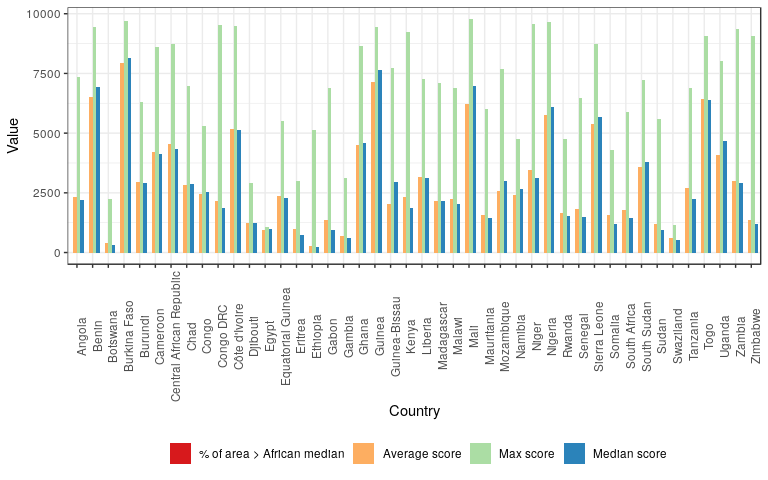 10000
7500
5000
2500
0
Value
Angola
Benin
Botswana
Burkina Faso
Burundi
Cameroon
Central African Republic
Chad
Congo
Congo DRC
Côte d'Ivoire
Djibouti
Egypt
Equatorial Guinea
Eritrea
Ethiopia
Gabon
Gambia
Ghana
Guinea
Guinea-Bissau
Kenya
Liberia
Madagascar
Malawi
Mali
Mauritania
Mozambique
Namibia
Niger
Nigeria
Rwanda
Senegal
Sierra Leone
Somalia
South Africa
South Sudan
Sudan
Swaziland
Tanzania
Togo
Uganda
Zambia
Zimbabwe
Country
% of area > African median
Average score
Max score
Median score